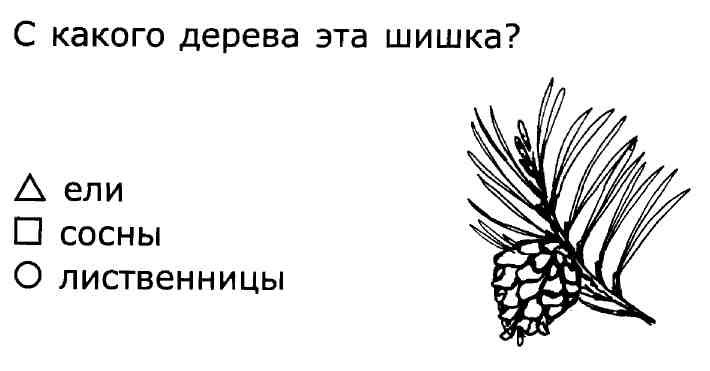 С какого дерева эта шишка?
ели
сосны
лиственницы